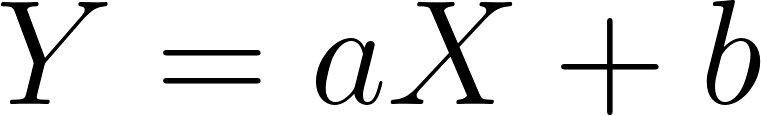 Y = aX + b